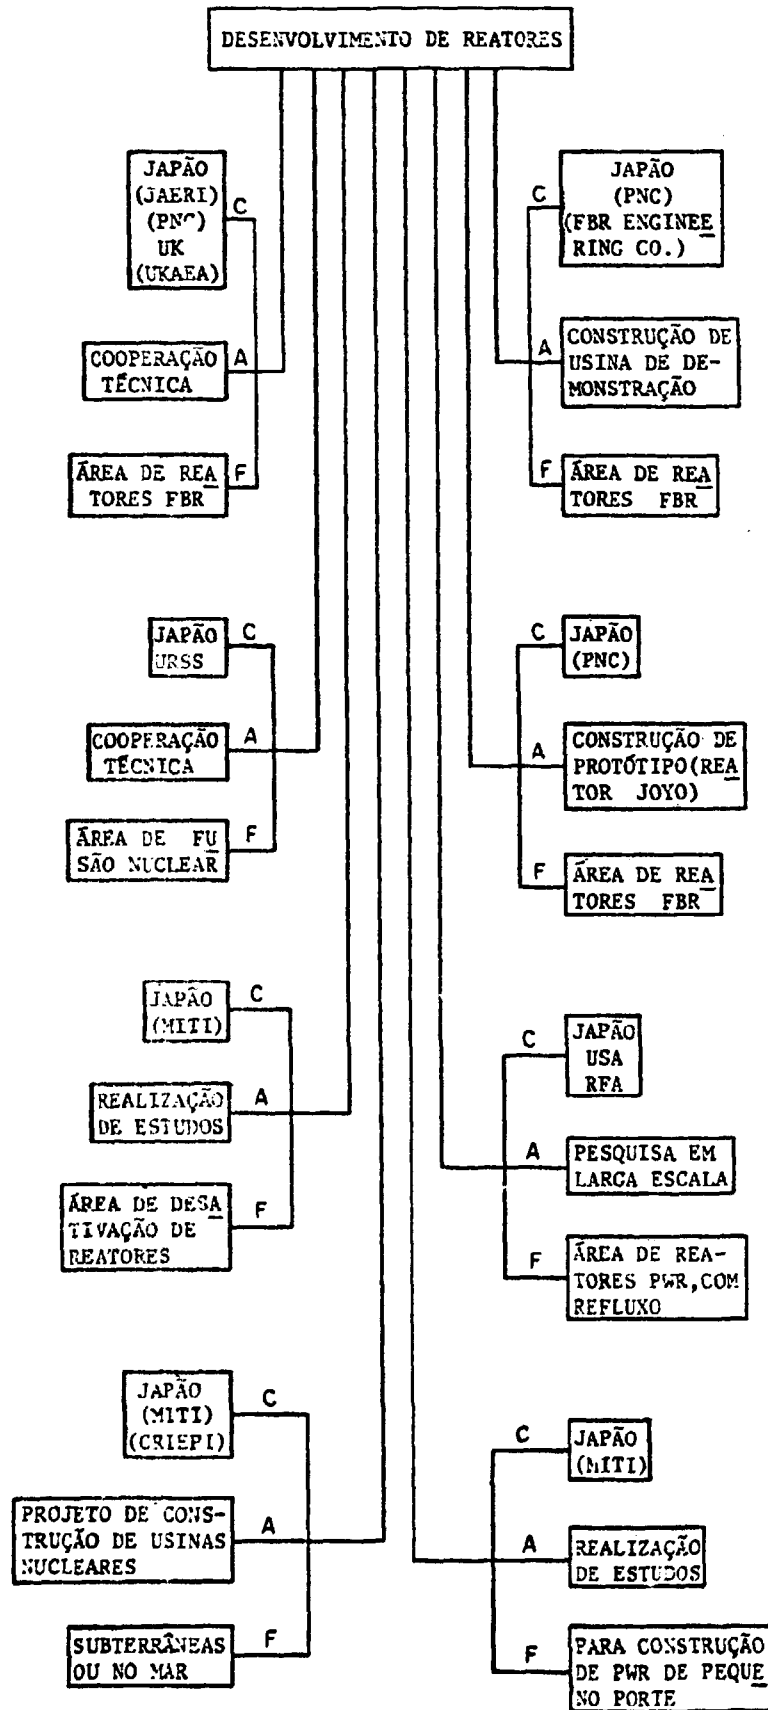 DESENVOLVIMENTO DE REATORES
JAPÃO
(JAERI)
(PNC)
UK
(UKAEA)
C
COOPERAÇÃO
TÉCNICA
A
ÁREA DE REA
TORES FBR
F
JAPÃO
URSS
C
COOPERAÇÃO
TÉCNICA
A
ÁREA DE FU
SÃO NUCLEAR
F
JAPÃO
(MITI)
C
REALIZAÇÃO
DE ESTUDOS
A
ÁREA DE DESA
TIVAÇÃO DE
REATORES
F
JAPÃO
(MITI)
(CRIEPI)
C
PROJETO DE CONS-
TRUÇÃO DE USINAS
NUCLEARES
A
SUBTERRÂNEAS
OU NO MAR
F
C
JAPÃO
(PNC)
(FBR ENGINEE
RING CO.)
A
CONSTRUÇÃO DE
USINA DE DE-
MONSTRAÇÃO
F
ÁREA DE REA
TORES FBR
C
JAPÃO
(PNC)
A
CONSTRUÇÃO DE
PROTÓTIPO(REA
TOR JOYO)
F
ÁREA DE REA
TORES FBR
C
JAPÃO
USA
RFA
A
PESQUISA EM
LARGA ESCALA
F
ÁREA DE REA-
TORES PWR,COM
REFLUXO
C
JAPÃO
(MITI)
A
REALIZAÇÃO
DE ESTUDOS
F
PARA CONSTRUÇÃO
DE PWR DE PEQUE
NO PORTE